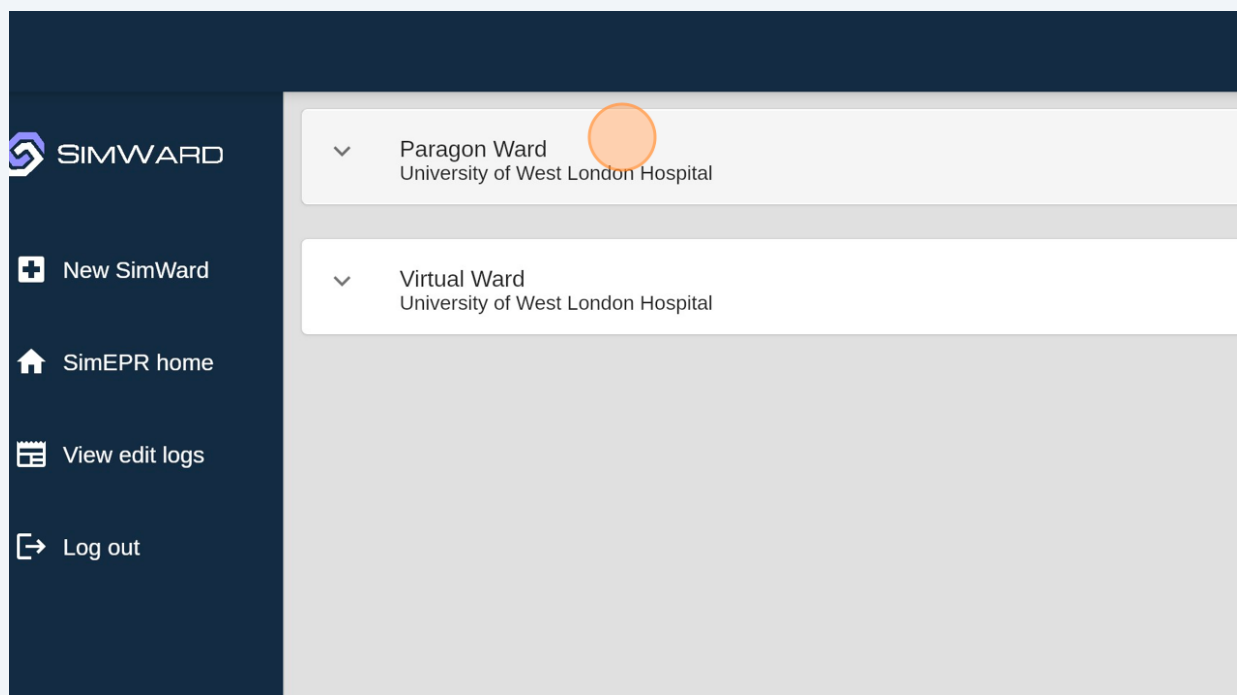 SIMWARD
New SimWard
SimEPR home
View edit logs
Log out
Paragon Ward
University of West London Hospital
Virtual Ward
University of West London Hospital